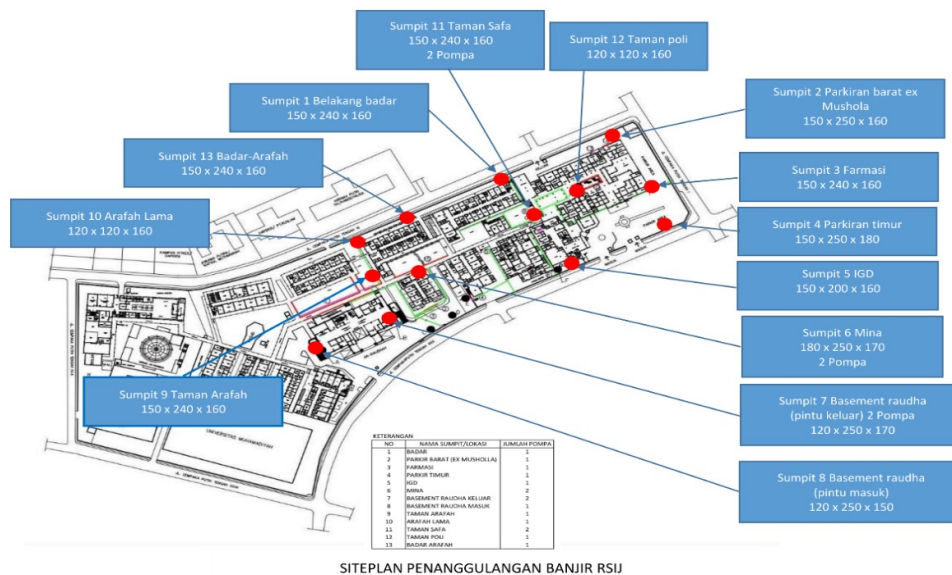 Sumpit 11 Taman Safa
150 x 240 x 160
2 Pompa
Sumpit 12 Taman poli
120 x 120 x 160
Sumpit 1 Belakang badar
150 x 240 x 160
Sumpit 2 Parkiran barat ex
Mushola
150 x 250 x 160
Sumpit 13 Badar-Arafah
150 x 240 x 160
Sumpit 3 Farmasi
150 x 240 x 160
Sumpit 10 Arafah Lama
120 x 120 x 160
Sumpit 4 Parkiran timur
150 x 250 x 180
Sumpit 5 IGD
150 x 200 x 160
Sumpit 6 Mina
180 x 250 x 170
2 Pompa
Sumpit 9 Taman Arafah
150 x 240 x 160
Sumpit 7 Basement raudha
(pintu keluar) 2 Pompa
120 x 250 x 170
Sumpit 8 Basement raudha
(pintu masuk)
120 x 250 x 150
UNIVERSITAS MUHAMADIYAH
KETERANGAN
NO NAMA SUMPIT/LOKASI JUMLAH POMPA
1 BADAR 1
2 PARKIR BARAT (EX MUSHOLLA) 1
3 FARMASI 1
4 PARKIR TIMUR 1
5 IGD 1
6 MINA 2
7 BASEMENT RAUDHA KELUAR 2
8 BASEMENT RAUDHA MASUK 1
9 TAMAN ARAFAH 1
10 ARAFAH LAMA 1
11 TAMAN SAFA 2
12 TAMAN POLI 1
13 BADAR ARAFAH 1
SITEPLAN PENANGGULANGAN BANJIR RSIJ